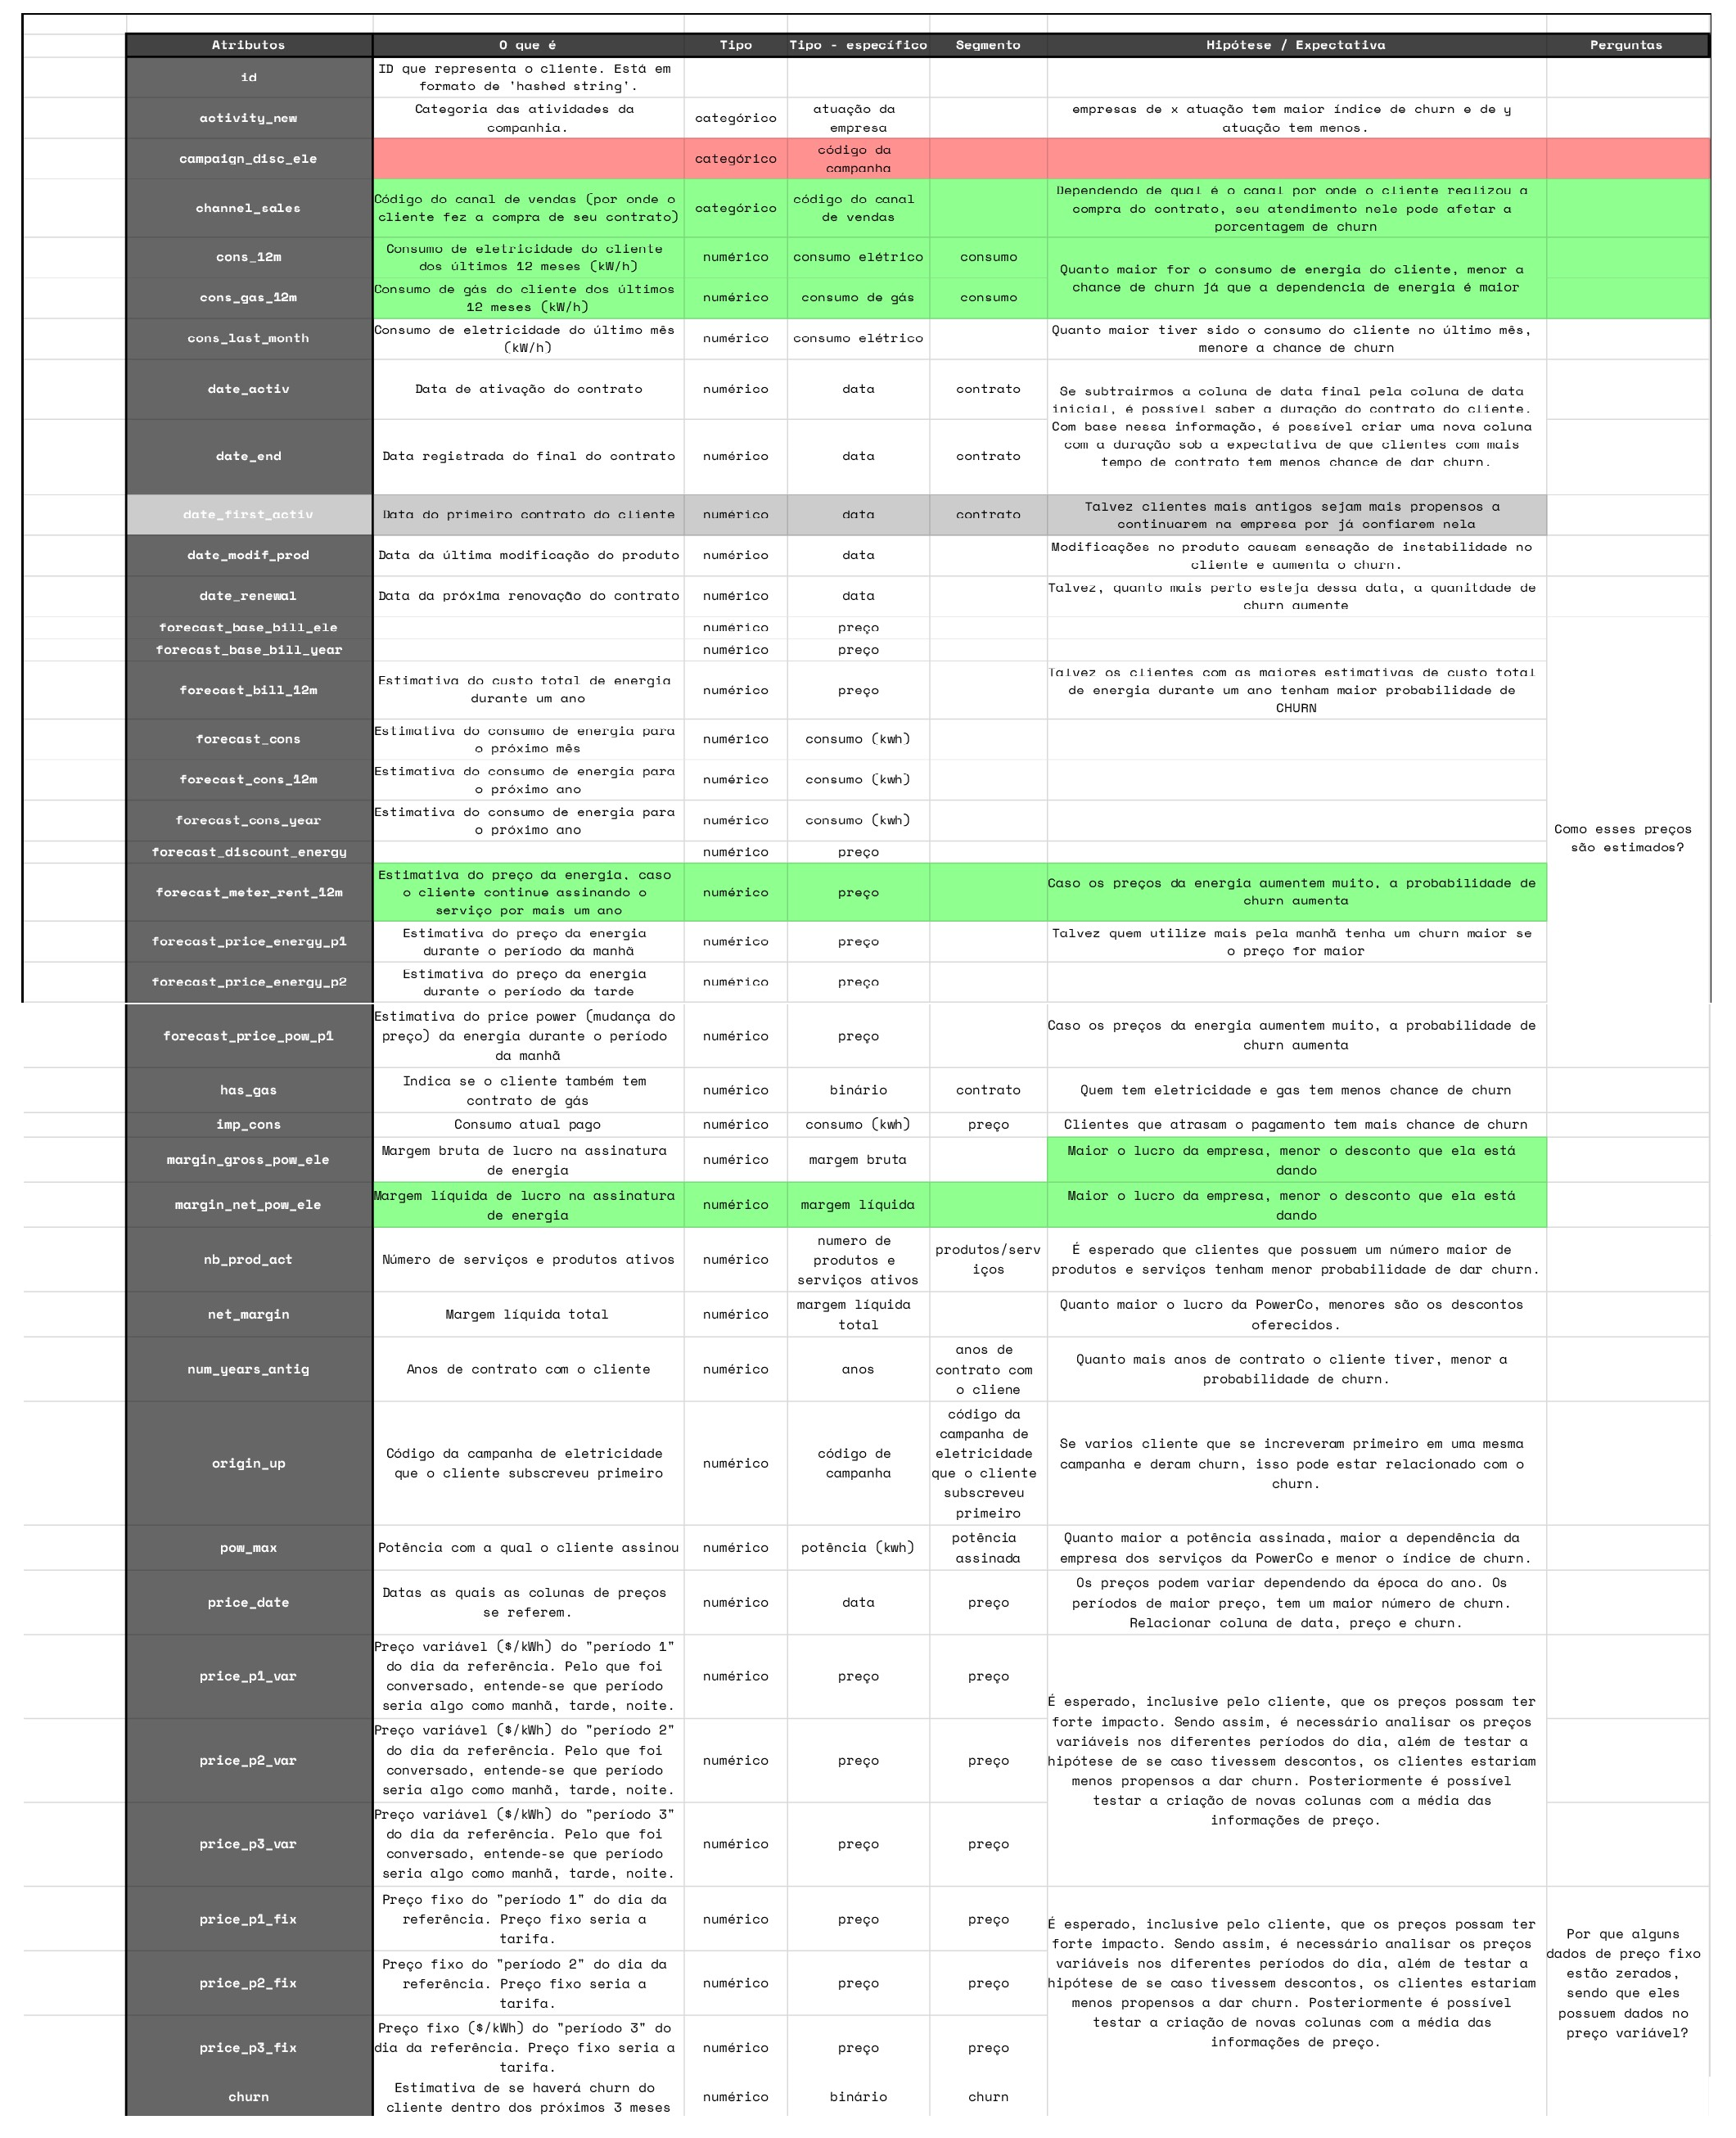 Atributos
O que é
Tipo
Tipo - específico
Segmento
Hipótese / Expectativa
Perguntas
id
ID que representa o cliente. Está em
formato de 'hashed string'.
activity_new
Categoria das atividades da
companhia.
categórico
atuação da
empresa
empresas de x atuação tem maior índice de churn e de y
atuação tem menos.
campaign_disc_ele
categórico
código da
campanha
channel_sales
Código do canal de vendas (por onde o
cliente fez a compra de seu contrato)
categórico
código do canal
de vendas
Dependendo de qual é o canal por onde o cliente realizou a
compra do contrato, seu atendimento nele pode afetar a
porcentagem de churn
cons_12m
Consumo de eletricidade do cliente
dos últimos 12 meses (kW/h)
numérico
consumo elétrico
consumo
Quanto maior for o consumo de energia do cliente, menor a
chance de churn já que a dependencia de energia é maior
cons_gas_12m
Consumo de gás do cliente dos últimos
12 meses (kW/h)
numérico
consumo de gás
consumo
cons_last_month
Consumo de eletricidade do último mês
(kW/h)
numérico
consumo elétrico
Quanto maior tiver sido o consumo do cliente no último mês,
menore a chance de churn
date_activ
Data de ativação do contrato
numérico
data
contrato
Se subtrairmos a coluna de data final pela coluna de data
inicial, é possível saber a duração do contrato do cliente.
Com base nessa informação, é possível criar uma nova coluna
com a duração sob a expectativa de que clientes com mais
tempo de contrato tem menos chance de dar churn.
date_end
Data registrada do final do contrato
numérico
data
contrato
date_first_activ
Data do primeiro contrato do cliente
numérico
data
contrato
Talvez clientes mais antigos sejam mais propensos a
continuarem na empresa por já confiarem nela
date_modif_prod
Data da última modificação do produto
numérico
data
Modificações no produto causam sensação de instabilidade no
cliente e aumenta o churn.
date_renewal
Data da próxima renovação do contrato
numérico
data
Talvez, quanto mais perto esteja dessa data, a quanitdade de
churn aumente
forecast_base_bill_ele
numérico
preço
forecast_base_bill_year
numérico
preço
forecast_bill_12m
Estimativa do custo total de energia
durante um ano
numérico
preço
Talvez os clientes com as maiores estimativas de custo total
de energia durante um ano tenham maior probabilidade de
CHURN
forecast_cons
Estimativa do consumo de energia para
o próximo mês
numérico
consumo (kwh)
forecast_cons_12m
Estimativa do consumo de energia para
o próximo ano
numérico
consumo (kwh)
forecast_cons_year
Estimativa do consumo de energia para
o próximo ano
numérico
consumo (kwh)
Como esses preços
são estimados?
forecast_discount_energy
numérico
preço
forecast_meter_rent_12m
Estimativa do preço da energia, caso
o cliente continue assinando o
serviço por mais um ano
numérico
preço
Caso os preços da energia aumentem muito, a probabilidade de
churn aumenta
forecast_price_energy_p1
Estimativa do preço da energia
durante o período da manhã
numérico
preço
Talvez quem utilize mais pela manhã tenha um churn maior se
o preço for maior
forecast_price_energy_p2
Estimativa do preço da energia
durante o período da tarde
numérico
preço
forecast_price_pow_p1
Estimativa do price power (mudança do
preço) da energia durante o período
da manhã
numérico
preço
Caso os preços da energia aumentem muito, a probabilidade de
churn aumenta
has_gas
Indica se o cliente também tem
contrato de gás
numérico
binário
contrato
Quem tem eletricidade e gas tem menos chance de churn
imp_cons
Consumo atual pago
numérico
consumo (kwh)
preço
Clientes que atrasam o pagamento tem mais chance de churn
margin_gross_pow_ele
Margem bruta de lucro na assinatura
de energia
numérico
margem bruta
Maior o lucro da empresa, menor o desconto que ela está
dando
margin_net_pow_ele
Margem líquida de lucro na assinatura
de energia
numérico
margem líquida
Maior o lucro da empresa, menor o desconto que ela está
dando
nb_prod_act
Número de serviços e produtos ativos
numérico
numero de
produtos e
serviços ativos
produtos/serv
iços
É esperado que clientes que possuem um número maior de
produtos e serviços tenham menor probabilidade de dar churn.
net_margin
Margem líquida total
numérico
margem líquida
total
Quanto maior o lucro da PowerCo, menores são os descontos
oferecidos.
num_years_antig
Anos de contrato com o cliente
numérico
anos
anos de
contrato com
o cliene
Quanto mais anos de contrato o cliente tiver, menor a
probabilidade de churn.
origin_up
Código da campanha de eletricidade
que o cliente subscreveu primeiro
numérico
código de
campanha
código da
campanha de
eletricidade
que o cliente
subscreveu
primeiro
Se varios cliente que se increveram primeiro em uma mesma
campanha e deram churn, isso pode estar relacionado com o
churn.
pow_max
Potência com a qual o cliente assinou
numérico
potência (kwh)
potência
assinada
Quanto maior a potência assinada, maior a dependência da
empresa dos serviços da PowerCo e menor o índice de churn.
price_date
Datas as quais as colunas de preços
se referem.
numérico
data
preço
Os preços podem variar dependendo da época do ano. Os
períodos de maior preço, tem um maior número de churn.
Relacionar coluna de data, preço e churn.
price_p1_var
Preço variável ($/kWh) do "período 1"
do dia da referência. Pelo que foi
conversado, entende-se que período
seria algo como manhã, tarde, noite.
numérico
preço
preço
É esperado, inclusive pelo cliente, que os preços possam ter
forte impacto. Sendo assim, é necessário analisar os preços
variáveis nos diferentes períodos do dia, além de testar a
hipótese de se caso tivessem descontos, os clientes estariam
menos propensos a dar churn. Posteriormente é possível
testar a criação de novas colunas com a média das
informações de preço.
price_p2_var
Preço variável ($/kWh) do "período 2"
do dia da referência. Pelo que foi
conversado, entende-se que período
seria algo como manhã, tarde, noite.
numérico
preço
preço
price_p3_var
Preço variável ($/kWh) do "período 3"
do dia da referência. Pelo que foi
conversado, entende-se que período
seria algo como manhã, tarde, noite.
numérico
preço
preço
price_p1_fix
Preço fixo do "período 1" do dia da
referência. Preço fixo seria a
tarifa.
numérico
preço
preço
É esperado, inclusive pelo cliente, que os preços possam ter
forte impacto. Sendo assim, é necessário analisar os preços
variáveis nos diferentes períodos do dia, além de testar a
hipótese de se caso tivessem descontos, os clientes estariam
menos propensos a dar churn. Posteriormente é possível
testar a criação de novas colunas com a média das
informações de preço.
Por que alguns
dados de preço fixo
estão zerados,
sendo que eles
possuem dados no
preço variável?
price_p2_fix
Preço fixo do "período 2" do dia da
referência. Preço fixo seria a
tarifa.
numérico
preço
preço
price_p3_fix
Preço fixo ($/kWh) do "período 3" do
dia da referência. Preço fixo seria a
tarifa.
numérico
preço
preço
churn
Estimativa de se haverá churn do
cliente dentro dos próximos 3 meses
numérico
binário
churn